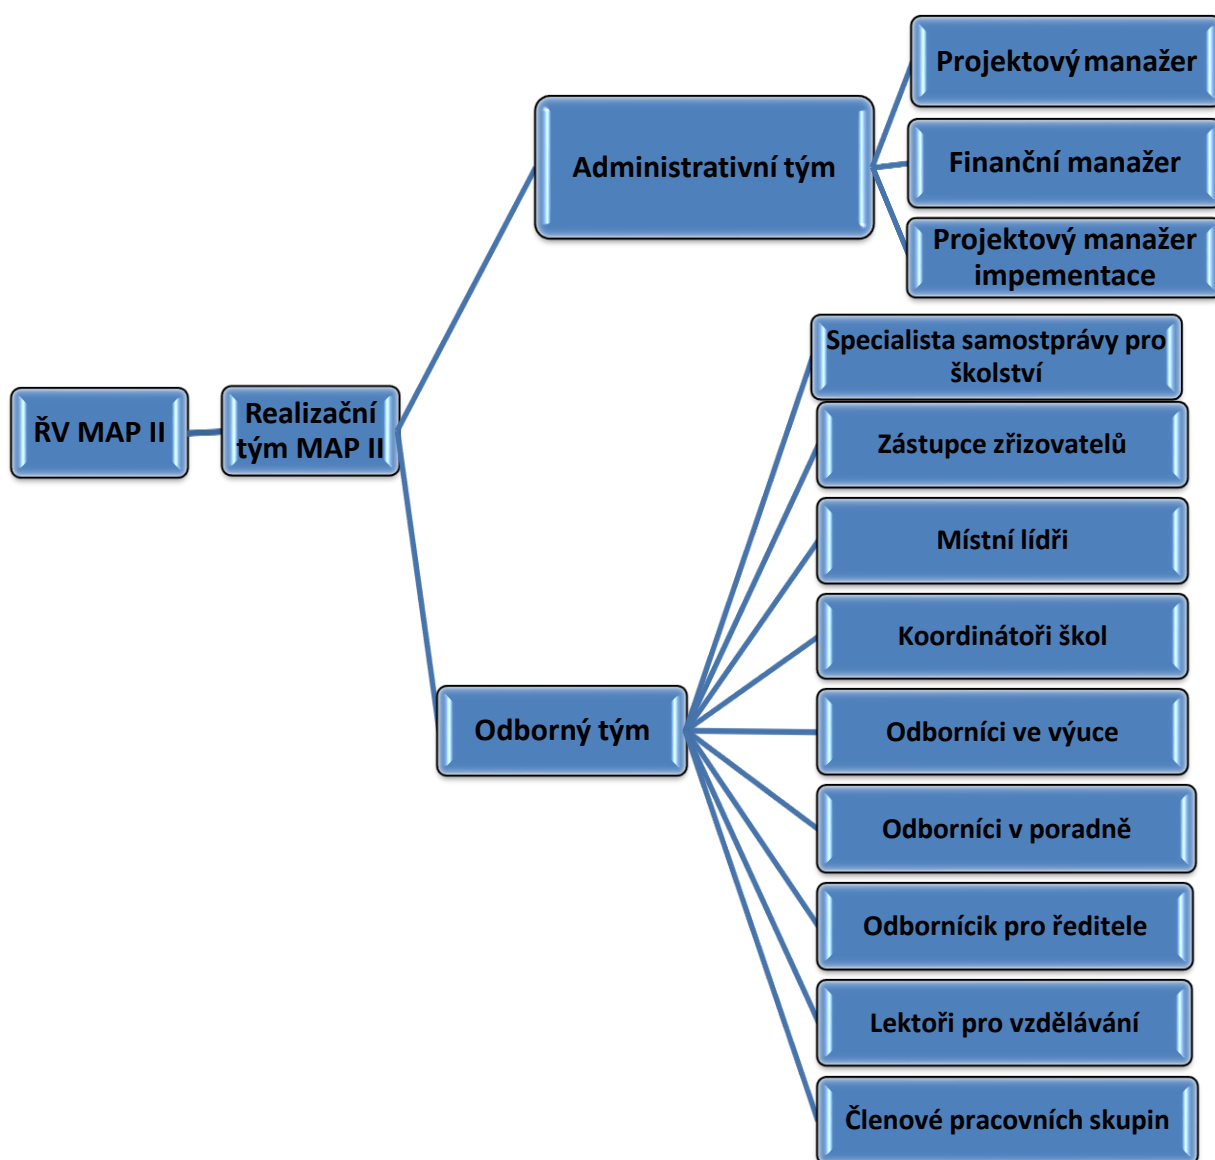 ŘV MAP II
Realizační
tým MAP II
Administrativní tým
Projektový manažer
Finanční manažer
Projektový manažer
impementace
Odborný tým
Specialista samostprávy pro
školství
Zástupce zřizovatelů
Místní lídři
Koordinátoři škol
Odborníci ve výuce
Odborníci v poradně
Odbornícik pro ředitele
Lektoři pro vzdělávání
Členové pracovních skupin